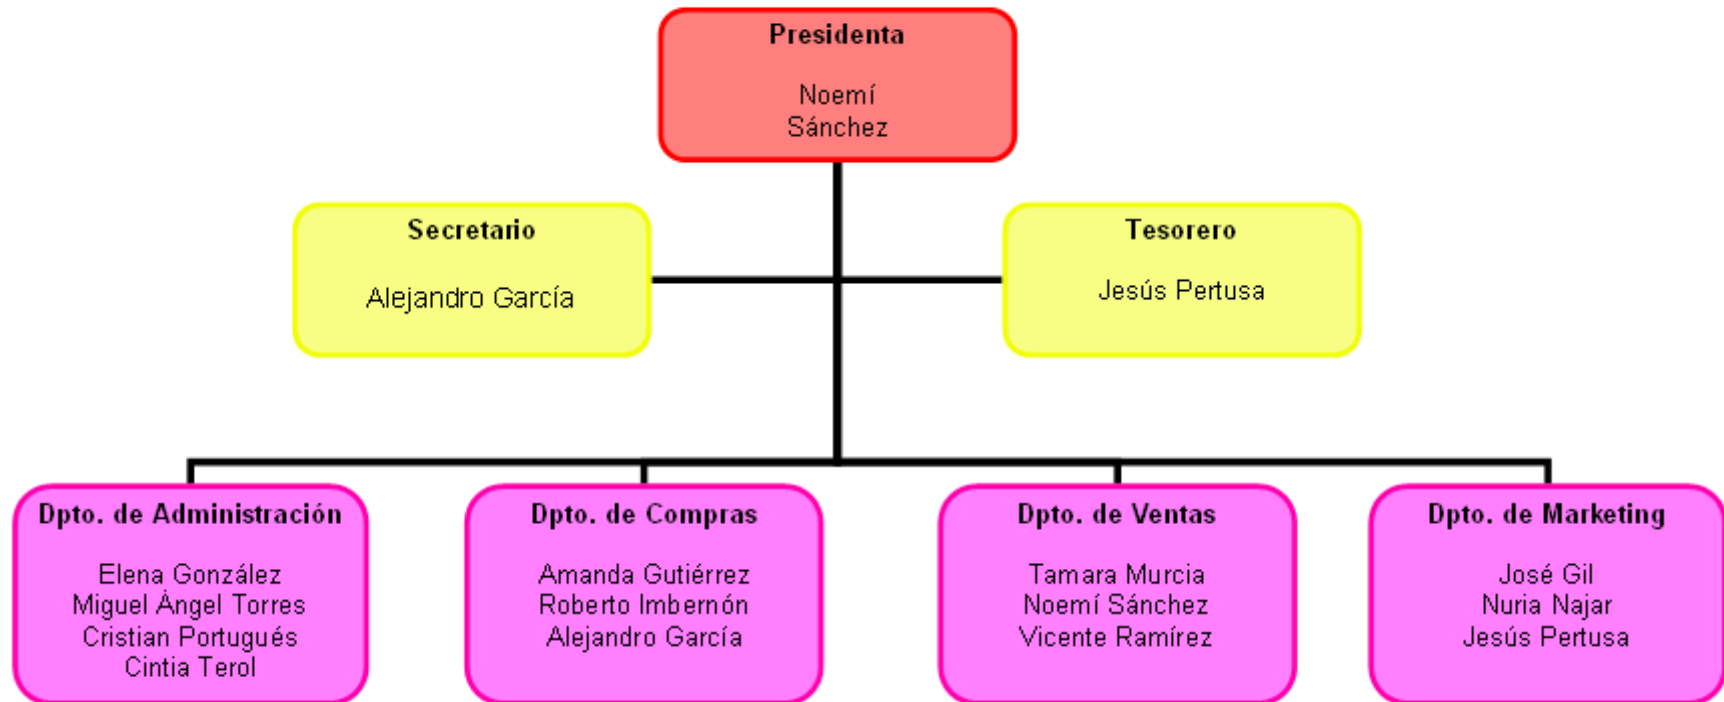 Presidenta
Noemí
Sánchez
Secretario
Alejandro García
Tesorero
Jesús Pertusa
Dpto. de Administración
Elena González
Miguel Ángel Torres
Cristian Portugués
Cintia Terol
Dpto. de Compras
Amanda Gutiérrez
Roberto Imbernón
Alejandro García
Dpto. de Ventas
Tamara Murcia
Noemí Sánchez
Vicente Ramírez
Dpto. de Marketing
José Gil
Nuria Najar
Jesús Pertusa